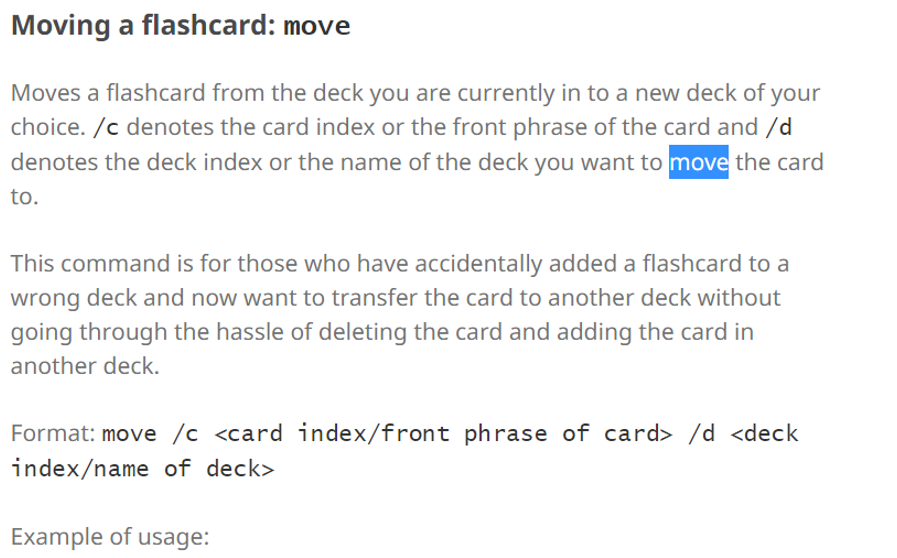 Moving a flashcard: move
Moves a flashcard from the deck you are currently in to a new deck of your
choice. /c denotes the card index or the front phrase of the card and /d
denotes the deck index or the name of the deck you want to move the card
to.
This command is for those who have accidentally added a flashcard to a
wrong deck and now want to transfer the card to another deck without
going through the hassle of deleting the card and adding the card in
another deck.
Format: move /c <card index/front phrase of card> /d <deck
index/name of deck>
Example of usage: